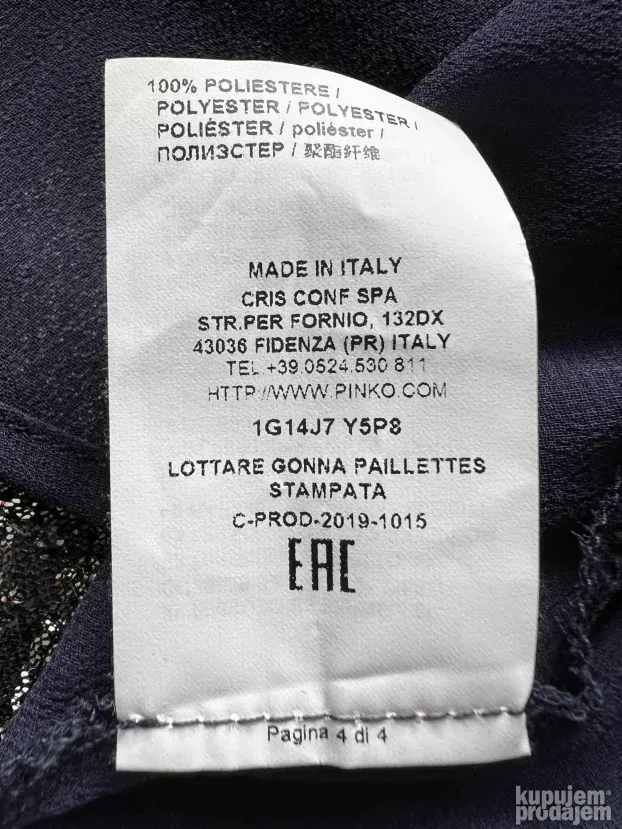 100% POLIESTERE /
POLYESTER / POLYESTER /
POLIÉSTER / poliéster /
ПОЛИЭСТЕР / 聚酯纤维
MADE IN ITALY
CRIS CONF SPA
STR.PER FORNIO, 132DX
43036 FIDENZA (PR) ITALY
TEL +39.0524.530 811
HTTP://WWW.PINKO.COM
1G14J7 Y5P8
LOTTARE GONNA PAILLETTES
STAMPATA
C-PROD-2019-1015
EAC
Pagina 4 di 4
kupujem
prodajem